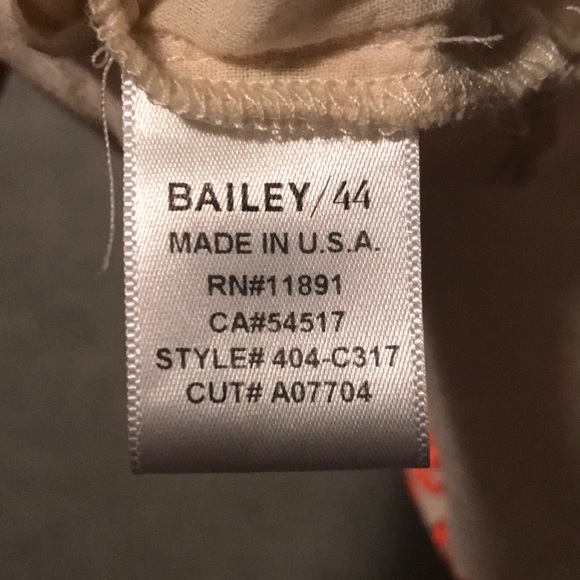 BAILEY/44
MADE IN U.S.A.
RN#11891
CA#54517
STYLE# 404-C317
CUT# A07704